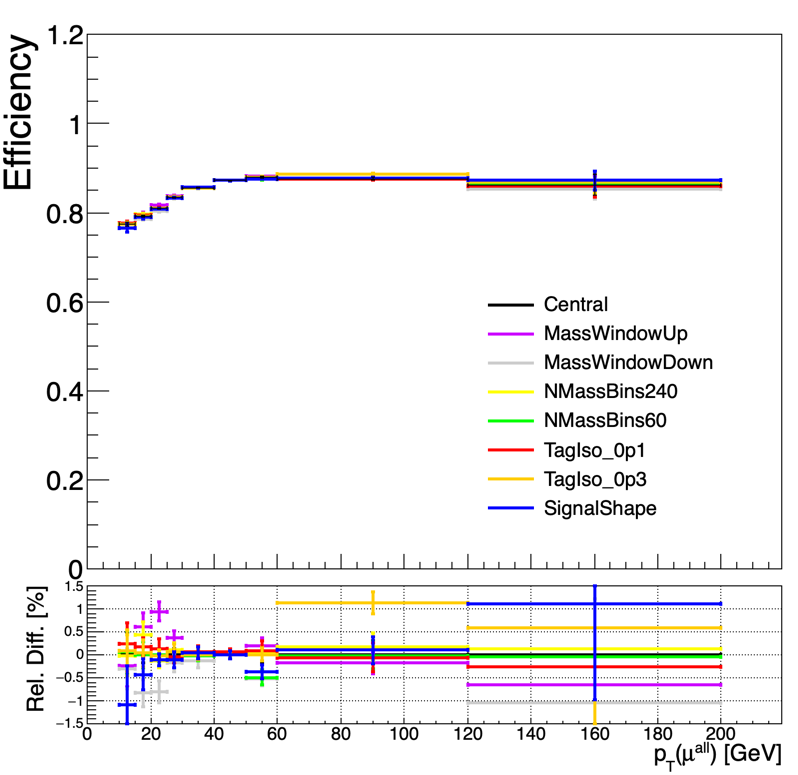 Efficiency
1.2
1
0.8
0.6
0.4
0.2
0
Central
MassWindowUp
MassWindowDown
NMassBins240
NMassBins60
TagIso_0p1
TagIso_0p3
SignalShape
Rel. Diff. [%]
1.5
1
0.5
0
−0.5
−1
−1.5
0 20 40 60 80 100 120 140 160 180 200
p_T(μ^all) [GeV]